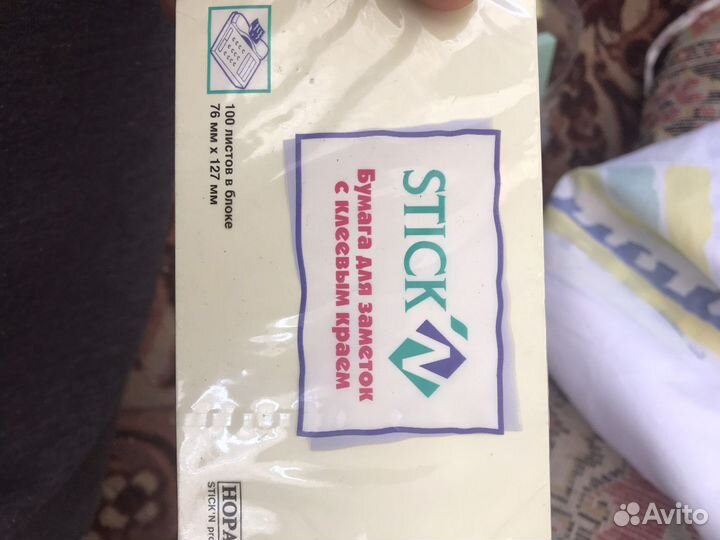 STICK'N
Бумага для заметок
с клеевым краем
100 листов в блоке
76 мм х 127 мм
STICK'N
Avito